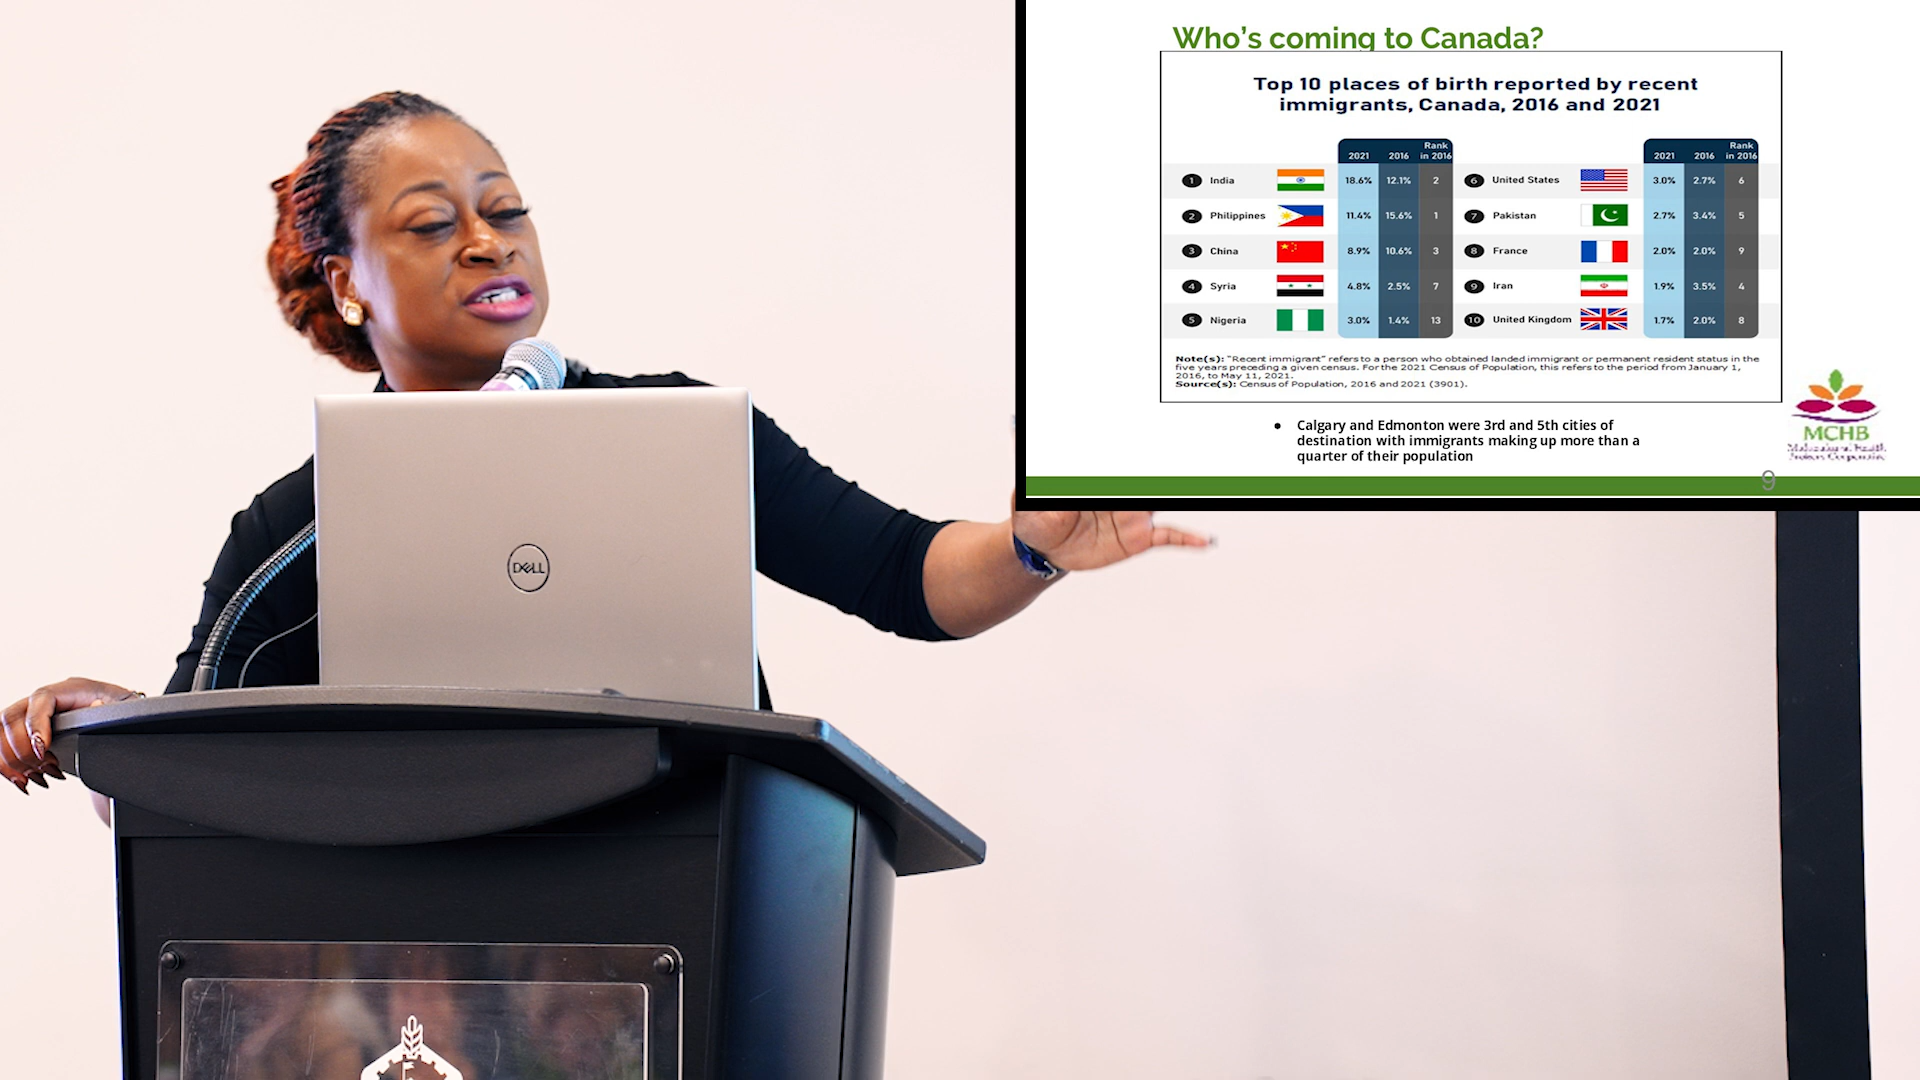 Who's coming to Canada?
Top 10 places of birth reported by recent
immigrants, Canada, 2016 and 2021
2021 2016 Rank in 2016
1 India 18.6% 12.1% 2
2 Philippines 11.4% 15.6% 1
3 China 8.9% 10.6% 3
4 Syria 4.8% 2.5% 7
5 Nigeria 3.0% 1.4% 13
2021 2016 Rank in 2016
6 United States 3.0% 2.7% 6
7 Pakistan 2.7% 3.4% 5
8 France 2.0% 2.0% 9
9 Iran 1.9% 3.5% 4
10 United Kingdom 1.7% 2.0% 8
Note(s): "Recent immigrant" refers to a person who obtained landed immigrant or permanent resident status in the
five years preceding a given census. For the 2021 Census of Population, this refers to the period from January 1,
2016, to May 11, 2021.
Source(s): Census of Population, 2016 and 2021 (3901).
• Calgary and Edmonton were 3rd and 5th cities of
destination with immigrants making up more than a
quarter of their population
MCHB
9
DELL